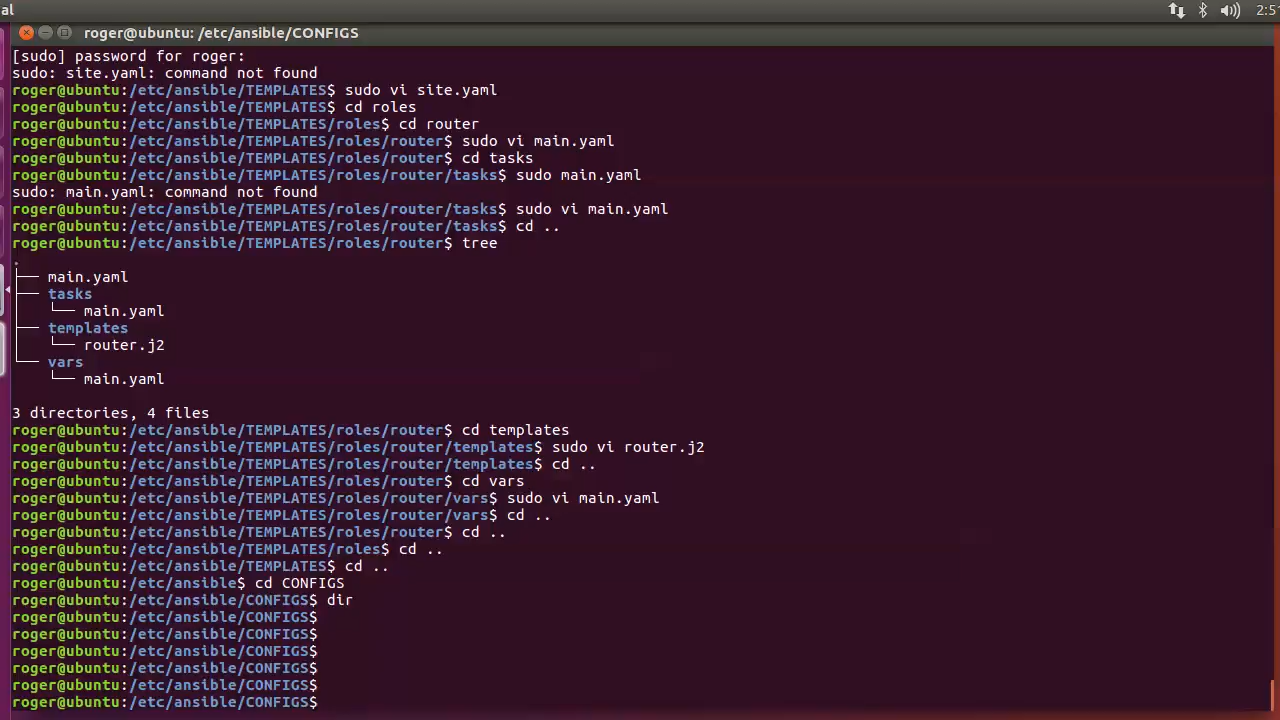 al
2:51
roger@ubuntu: /etc/ansible/CONFIGS
[sudo] password for roger:
sudo: site.yaml: command not found
roger@ubuntu:/etc/ansible/TEMPLATES$ sudo vi site.yaml
roger@ubuntu:/etc/ansible/TEMPLATES$ cd roles
roger@ubuntu:/etc/ansible/TEMPLATES/roles$ cd router
roger@ubuntu:/etc/ansible/TEMPLATES/roles/router$ sudo vi main.yaml
roger@ubuntu:/etc/ansible/TEMPLATES/roles/router$ cd tasks
roger@ubuntu:/etc/ansible/TEMPLATES/roles/router/tasks$ sudo main.yaml
sudo: main.yaml: command not found
roger@ubuntu:/etc/ansible/TEMPLATES/roles/router/tasks$ sudo vi main.yaml
roger@ubuntu:/etc/ansible/TEMPLATES/roles/router/tasks$ cd ..
roger@ubuntu:/etc/ansible/TEMPLATES/roles/router$ tree
.
├── main.yaml
├── tasks
│   └── main.yaml
├── templates
│   └── router.j2
└── vars
    └── main.yaml
3 directories, 4 files
roger@ubuntu:/etc/ansible/TEMPLATES/roles/router$ cd templates
roger@ubuntu:/etc/ansible/TEMPLATES/roles/router/templates$ sudo vi router.j2
roger@ubuntu:/etc/ansible/TEMPLATES/roles/router/templates$ cd ..
roger@ubuntu:/etc/ansible/TEMPLATES/roles/router$ cd vars
roger@ubuntu:/etc/ansible/TEMPLATES/roles/router/vars$ sudo vi main.yaml
roger@ubuntu:/etc/ansible/TEMPLATES/roles/router/vars$ cd ..
roger@ubuntu:/etc/ansible/TEMPLATES/roles/router$ cd ..
roger@ubuntu:/etc/ansible/TEMPLATES/roles$ cd ..
roger@ubuntu:/etc/ansible/TEMPLATES$ cd ..
roger@ubuntu:/etc/ansible$ cd CONFIGS
roger@ubuntu:/etc/ansible/CONFIGS$ dir
roger@ubuntu:/etc/ansible/CONFIGS$
roger@ubuntu:/etc/ansible/CONFIGS$
roger@ubuntu:/etc/ansible/CONFIGS$
roger@ubuntu:/etc/ansible/CONFIGS$
roger@ubuntu:/etc/ansible/CONFIGS$
roger@ubuntu:/etc/ansible/CONFIGS$